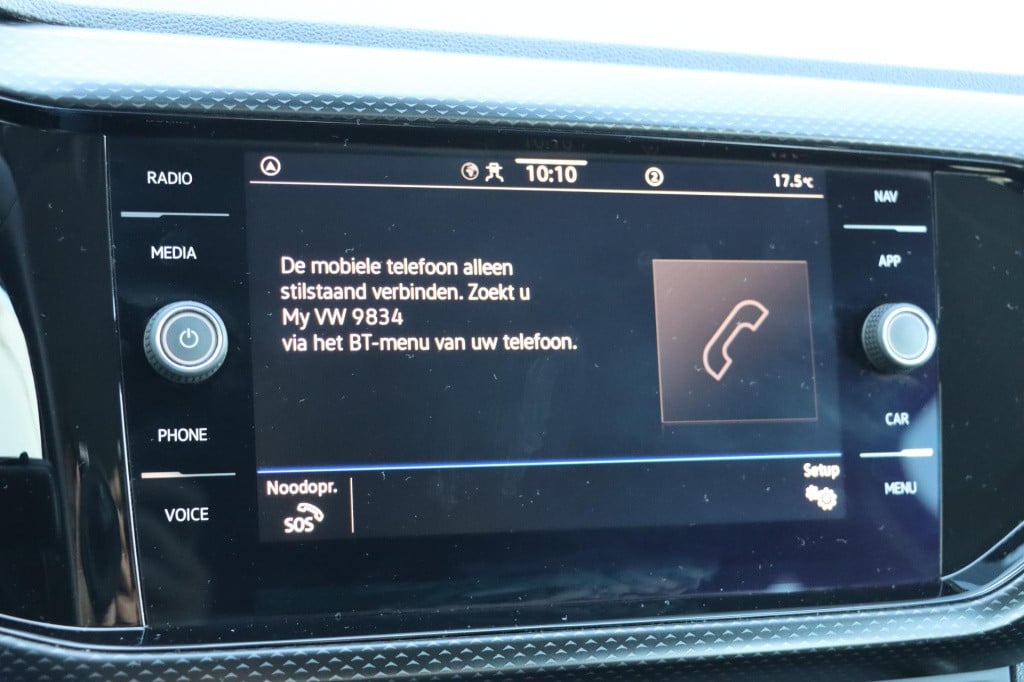 RADIO
MEDIA
PHONE
VOICE
10:10
2
17.5°C
De mobiele telefoon alleen
stilstaand verbinden. Zoekt u
My VW 9834
via het BT-menu van uw telefoon.
Noodopr.
SOS
Setup
NAV
APP
CAR
MENU